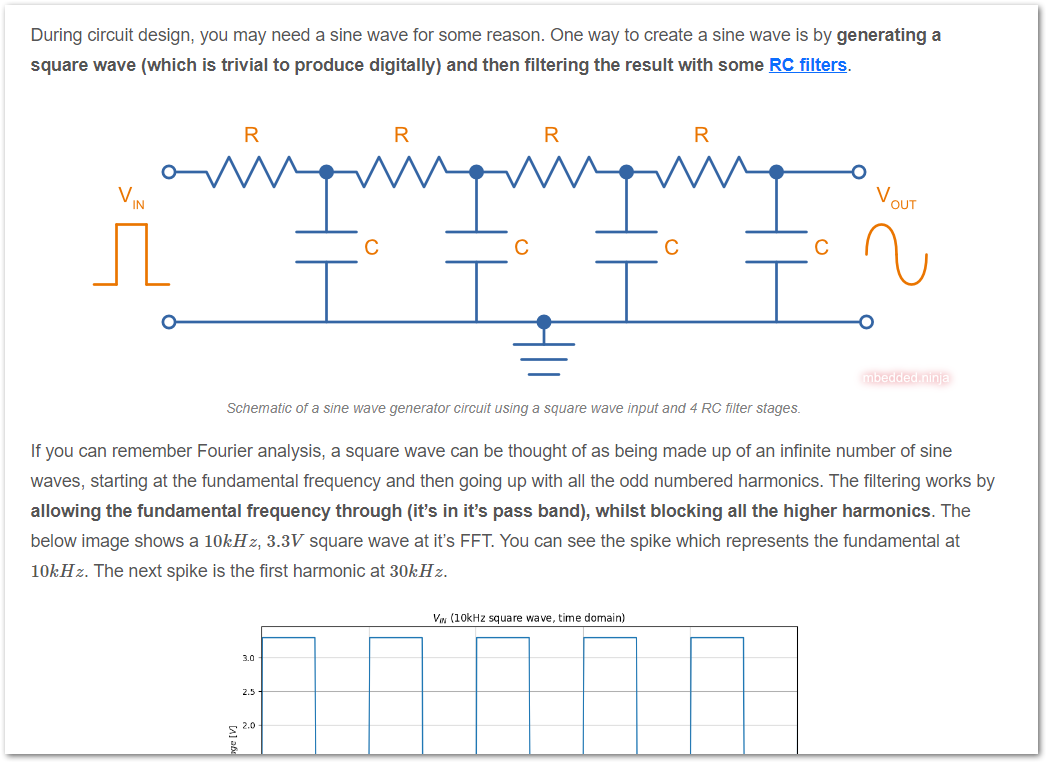 During circuit design, you may need a sine wave for some reason. One way to create a sine wave is by generating a
square wave (which is trivial to produce digitally) and then filtering the result with some RC filters.
R R R R
VIN
VOUT
C C C C
mbedded.ninja
Schematic of a sine wave generator circuit using a square wave input and 4 RC filter stages.
If you can remember Fourier analysis, a square wave can be thought of as being made up of an infinite number of sine
waves, starting at the fundamental frequency and then going up with all the odd numbered harmonics. The filtering works by
allowing the fundamental frequency through (it's in it's pass band), whilst blocking all the higher harmonics. The
below image shows a 10kHz, 3.3V square wave at it's FFT. You can see the spike which represents the fundamental at
10kHz. The next spike is the first harmonic at 30kHz.
VIN (10kHz square wave, time domain)
3.0
2.5
2.0